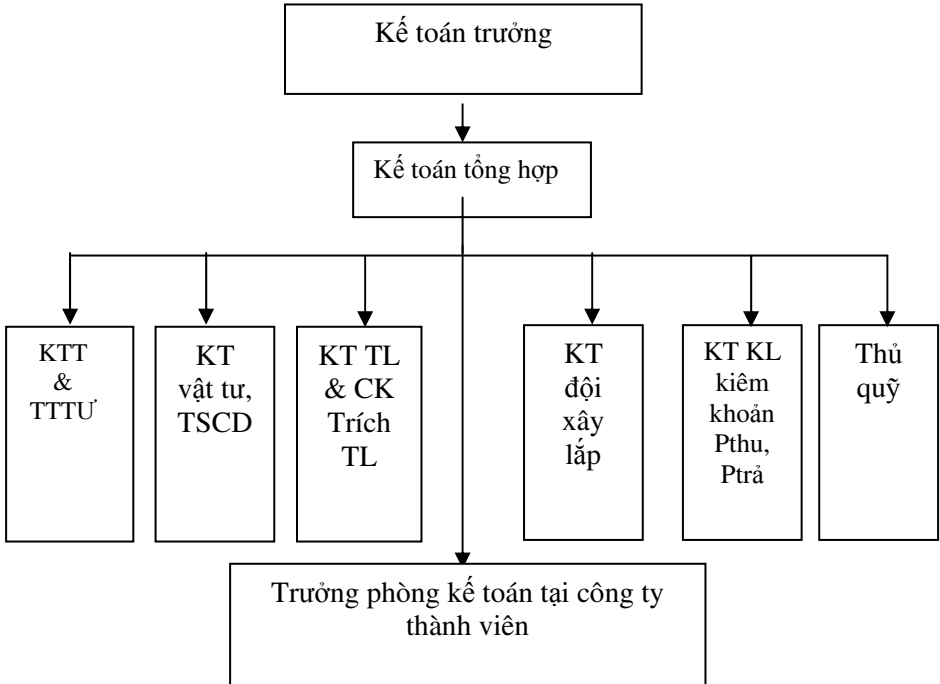 Kế toán trưởng
Kế toán tổng hợp
KTT
&
TTTƯ
KT
vật tư,
TSCD
KT TL
& CK
Trích
TL
KT
đội
xây
lắp
KT KL
kiêm
khoản
Pthu,
Ptrả
Thủ
quỹ
Trưởng phòng kế toán tại công ty
thành viên